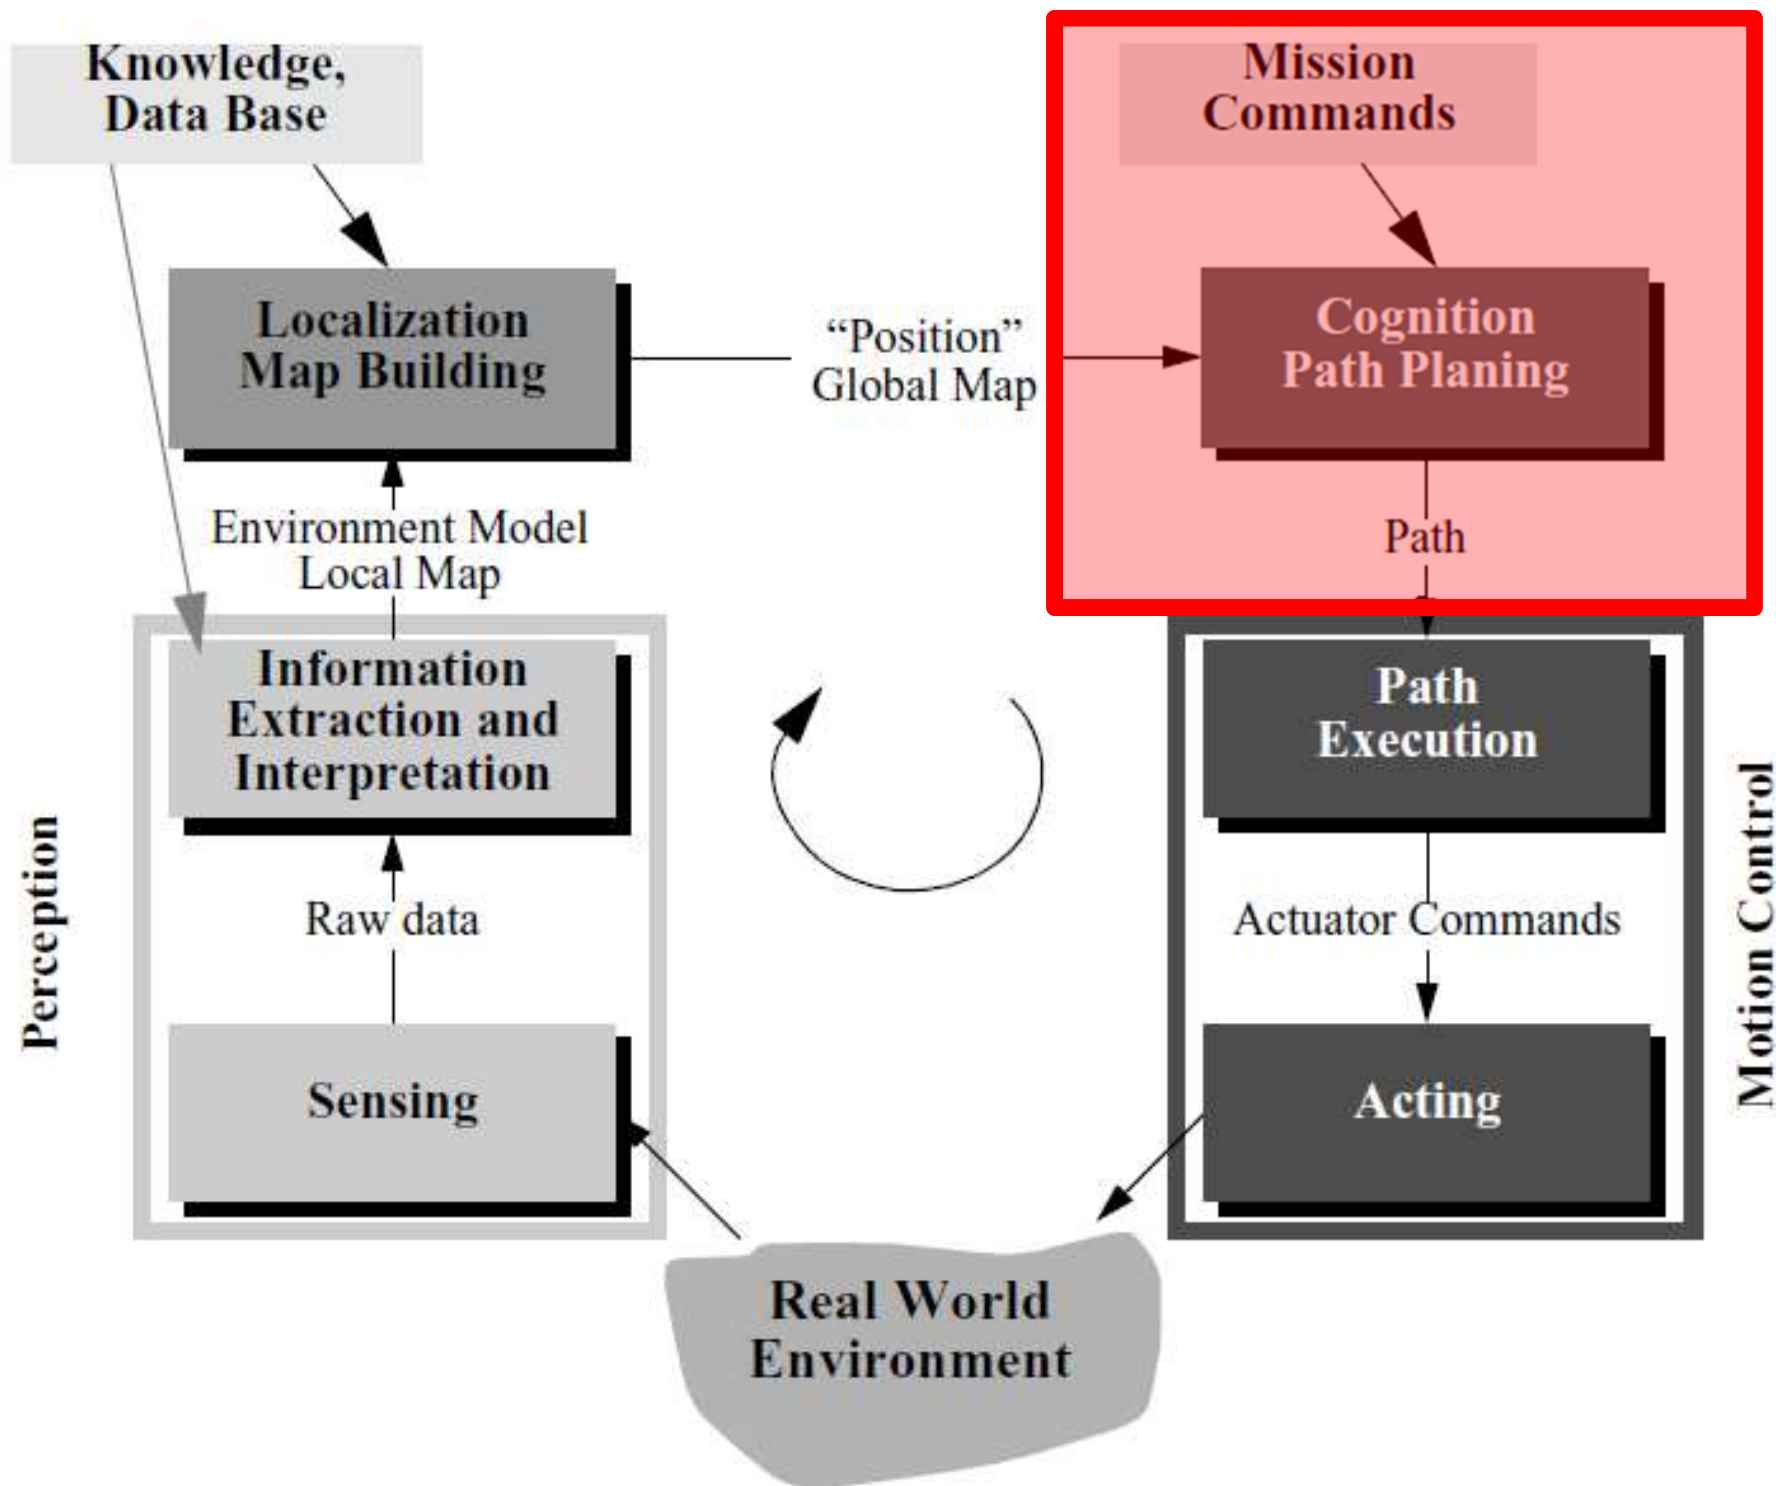 Knowledge,
Data Base
Mission
Commands
Localization
Map Building
“Position”
Global Map
Cognition
Path Planing
Environment Model
Local Map
Path
Information
Extraction and
Interpretation
Path
Execution
Perception
Motion Control
Raw data
Actuator Commands
Sensing
Acting
Real World
Environment